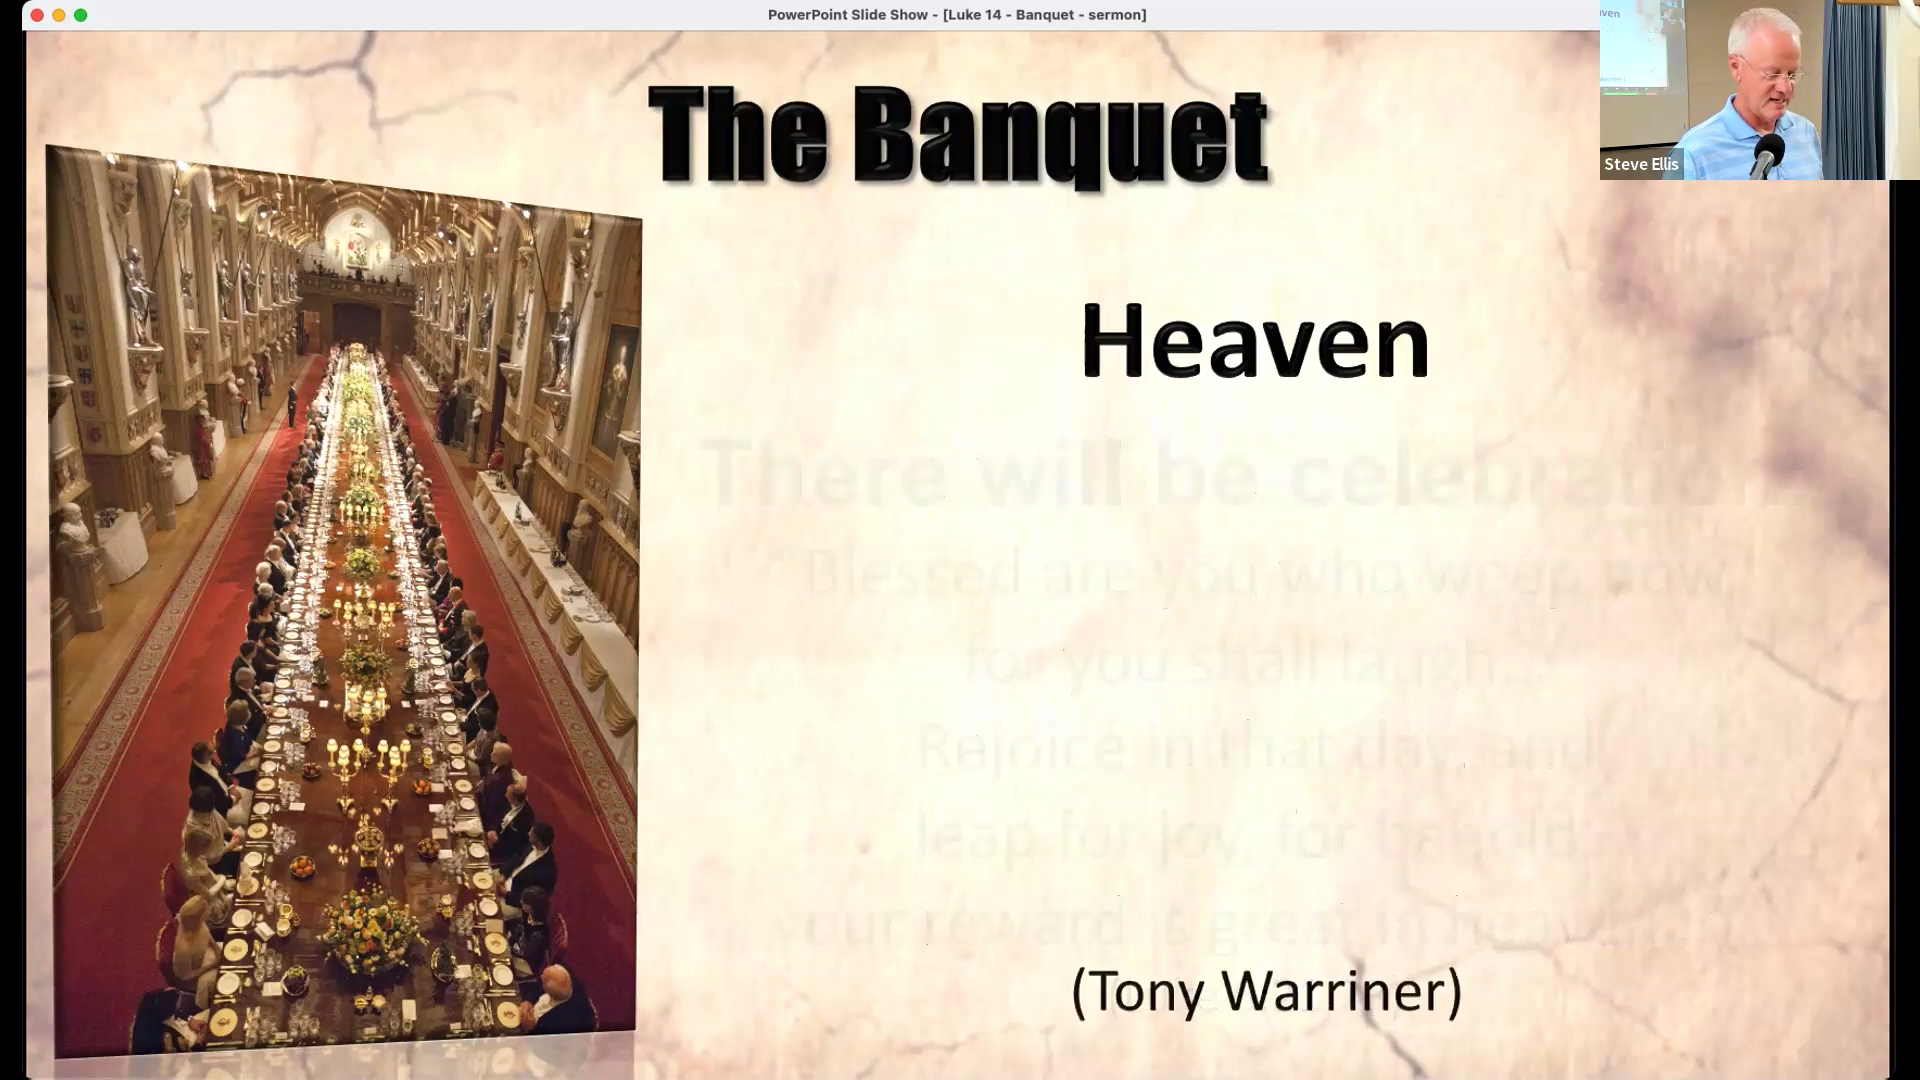 PowerPoint Slide Show - [Luke 14 - Banquet - sermon]
The Banquet
Steve Ellis
Heaven
There will be celebration
Blessed are you who weep now,
for you shall laugh...
Rejoice in that day, and
leap for joy, for behold
your reward is great in heaven
(Tony Warriner)